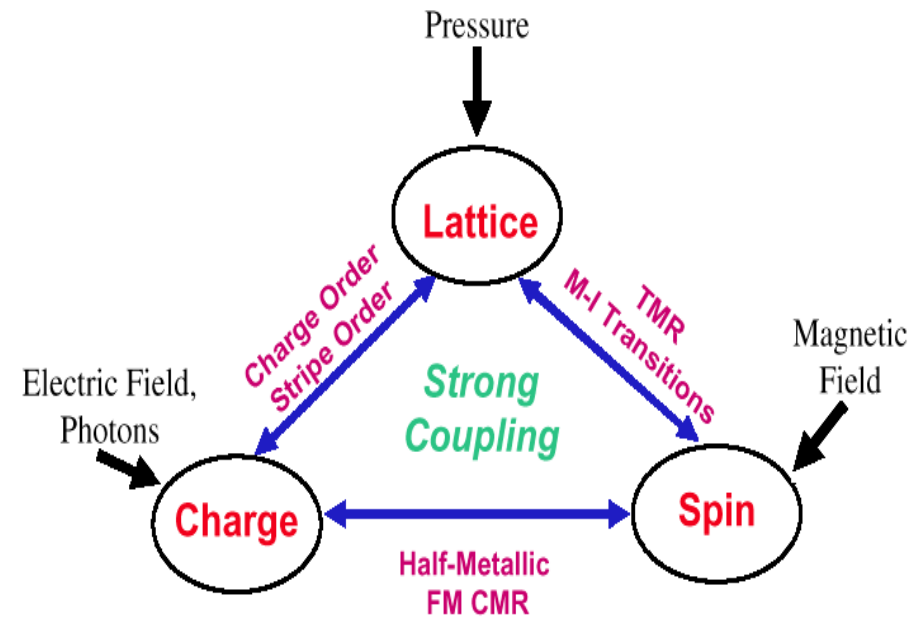 Pressure
Lattice
Charge Order
Stripe Order
TMR
M-I Transitions
Magnetic
Field
Electric Field,
Photons
Strong
Coupling
Charge
Spin
Half-Metallic
FM CMR